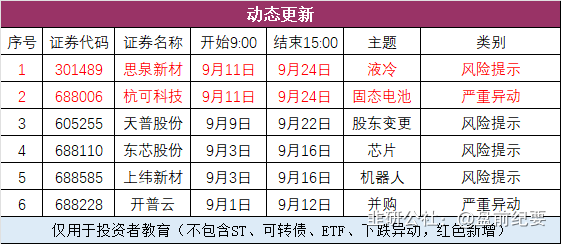 动态更新
序号 证券代码 证券名称 开始9:00 结束15:00 主题 类别
1 301489 思泉新材 9月11日 9月24日 液冷 风险提示
2 688006 杭可科技 9月11日 9月24日 固态电池 严重异动
3 605255 天普股份 9月9日 9月22日 股东变更 风险提示
4 688110 东芯股份 9月3日 9月16日 芯片 风险提示
5 688585 上纬新材 9月3日 9月16日 机器人 风险提示
6 688228 开普云 9月1日 9月12日 并购 严重异动
仅用于投资者教育（不包含ST、可转债、ETF、下跌异动，红色新增）
韭研公社：@盘前纪要